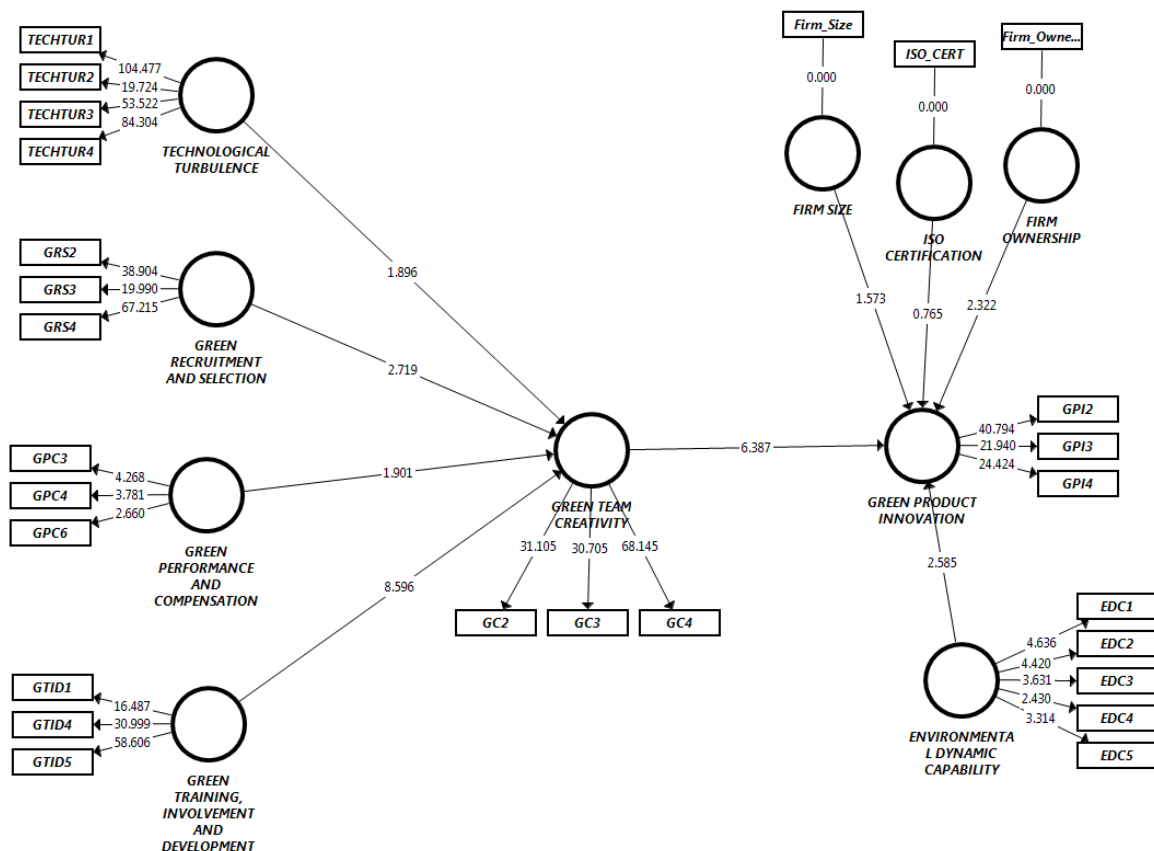 TECHTUR1
TECHTUR2
TECHTUR3
TECHTUR4
104.477
19.724
53.522
84.304
TECHNOLOGICAL
TURBULENCE
GRS2
GRS3
GRS4
38.904
19.990
67.215
GREEN
RECRUITMENT
AND SELECTION
GPC3
GPC4
GPC6
4.268
3.781
2.660
GREEN
PERFORMANCE
AND
COMPENSATION
GTID1
GTID4
GTID5
16.487
30.999
58.606
GREEN
TRAINING,
INVOLVEMENT
AND
DEVELOPMENT
1.896
2.719
1.901
8.596
GREEN TEAM
CREATIVITY
31.105
30.705
68.145
GC2
GC3
GC4
6.387
Firm_Size
0.000
FIRM SIZE
1.573
ISO_CERT
0.000
ISO
CERTIFICATION
0.765
Firm_Owne...
0.000
FIRM
OWNERSHIP
2.322
GREEN PRODUCT
INNOVATION
40.794
21.940
24.424
GPI2
GPI3
GPI4
2.585
ENVIRONMENTA
L DYNAMIC
CAPABILITY
4.636
4.420
3.631
2.430
3.314
EDC1
EDC2
EDC3
EDC4
EDC5